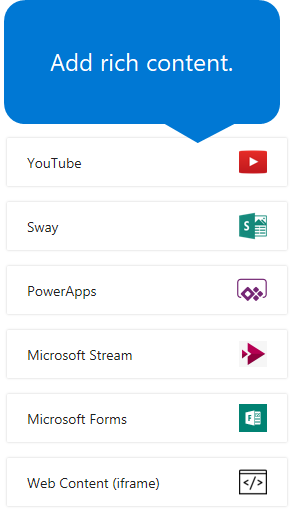 Add rich content.
YouTube
Sway
PowerApps
Microsoft Stream
Microsoft Forms
Web Content (iframe)